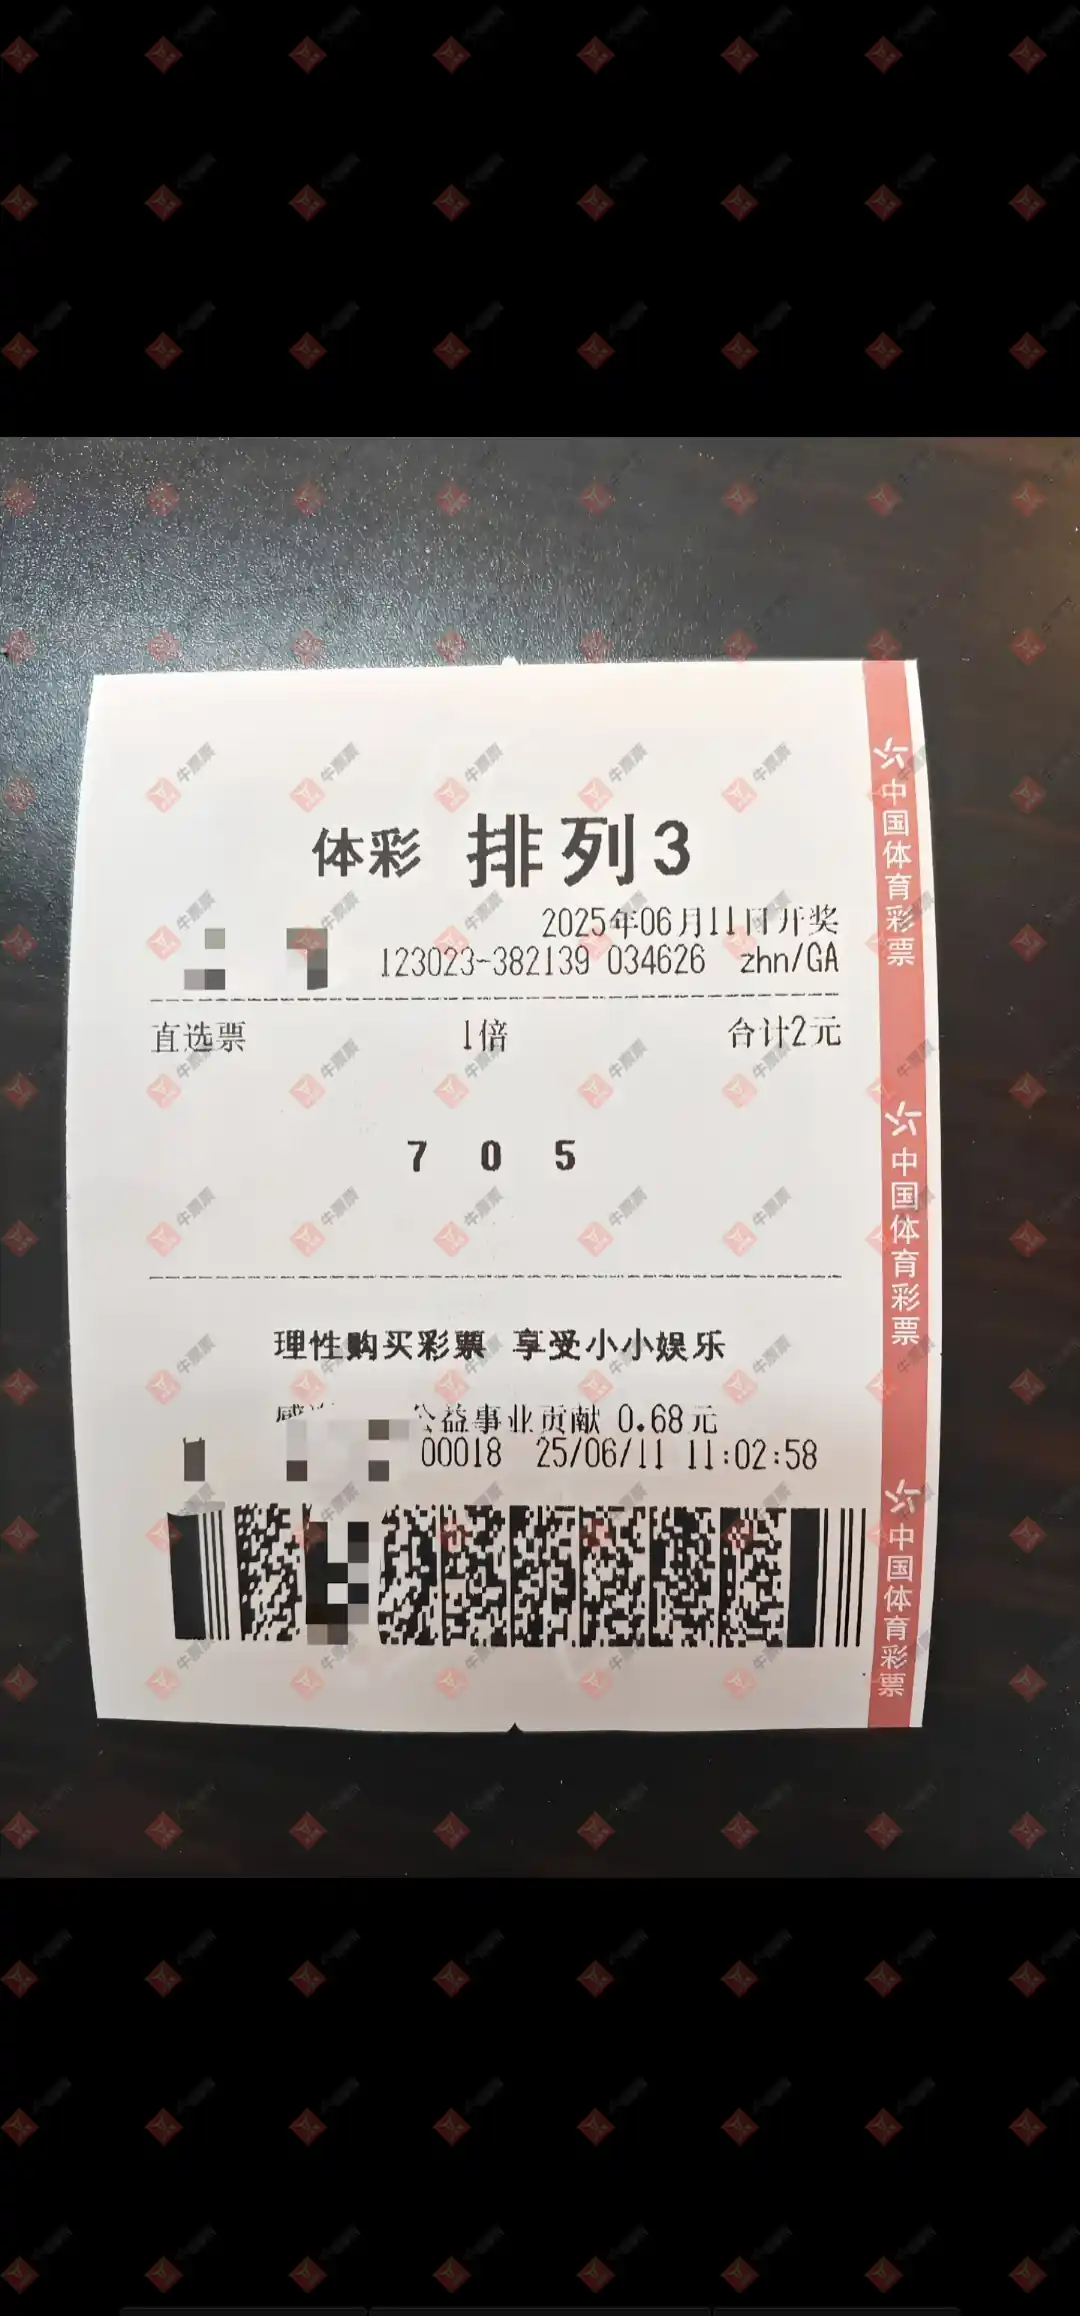 体彩 排列3
2025年06月11日开奖
123023-382139 034626 zhn/GA
直选票 1倍 合计2元
7 0 5
理性购买彩票 享受小小娱乐
公益事业贡献 0.68元
00018 25/06/11 11:02:58
中国体育彩票
中国体育彩票
中国体育彩票
牛票票